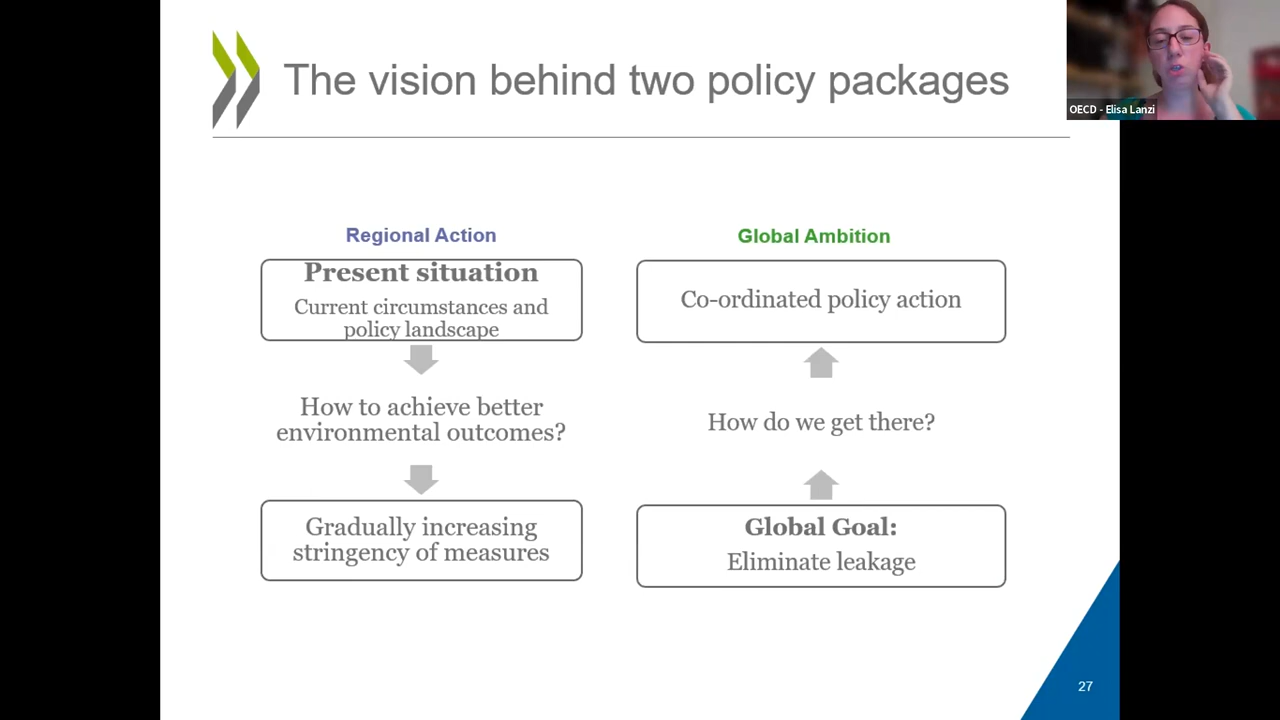 The vision behind two policy packages
OECD - Elisa Lanzi
Regional Action
Present situation
Current circumstances and
policy landscape
How to achieve better
environmental outcomes?
Gradually increasing
stringency of measures
Global Ambition
Co-ordinated policy action
How do we get there?
Global Goal:
Eliminate leakage
27